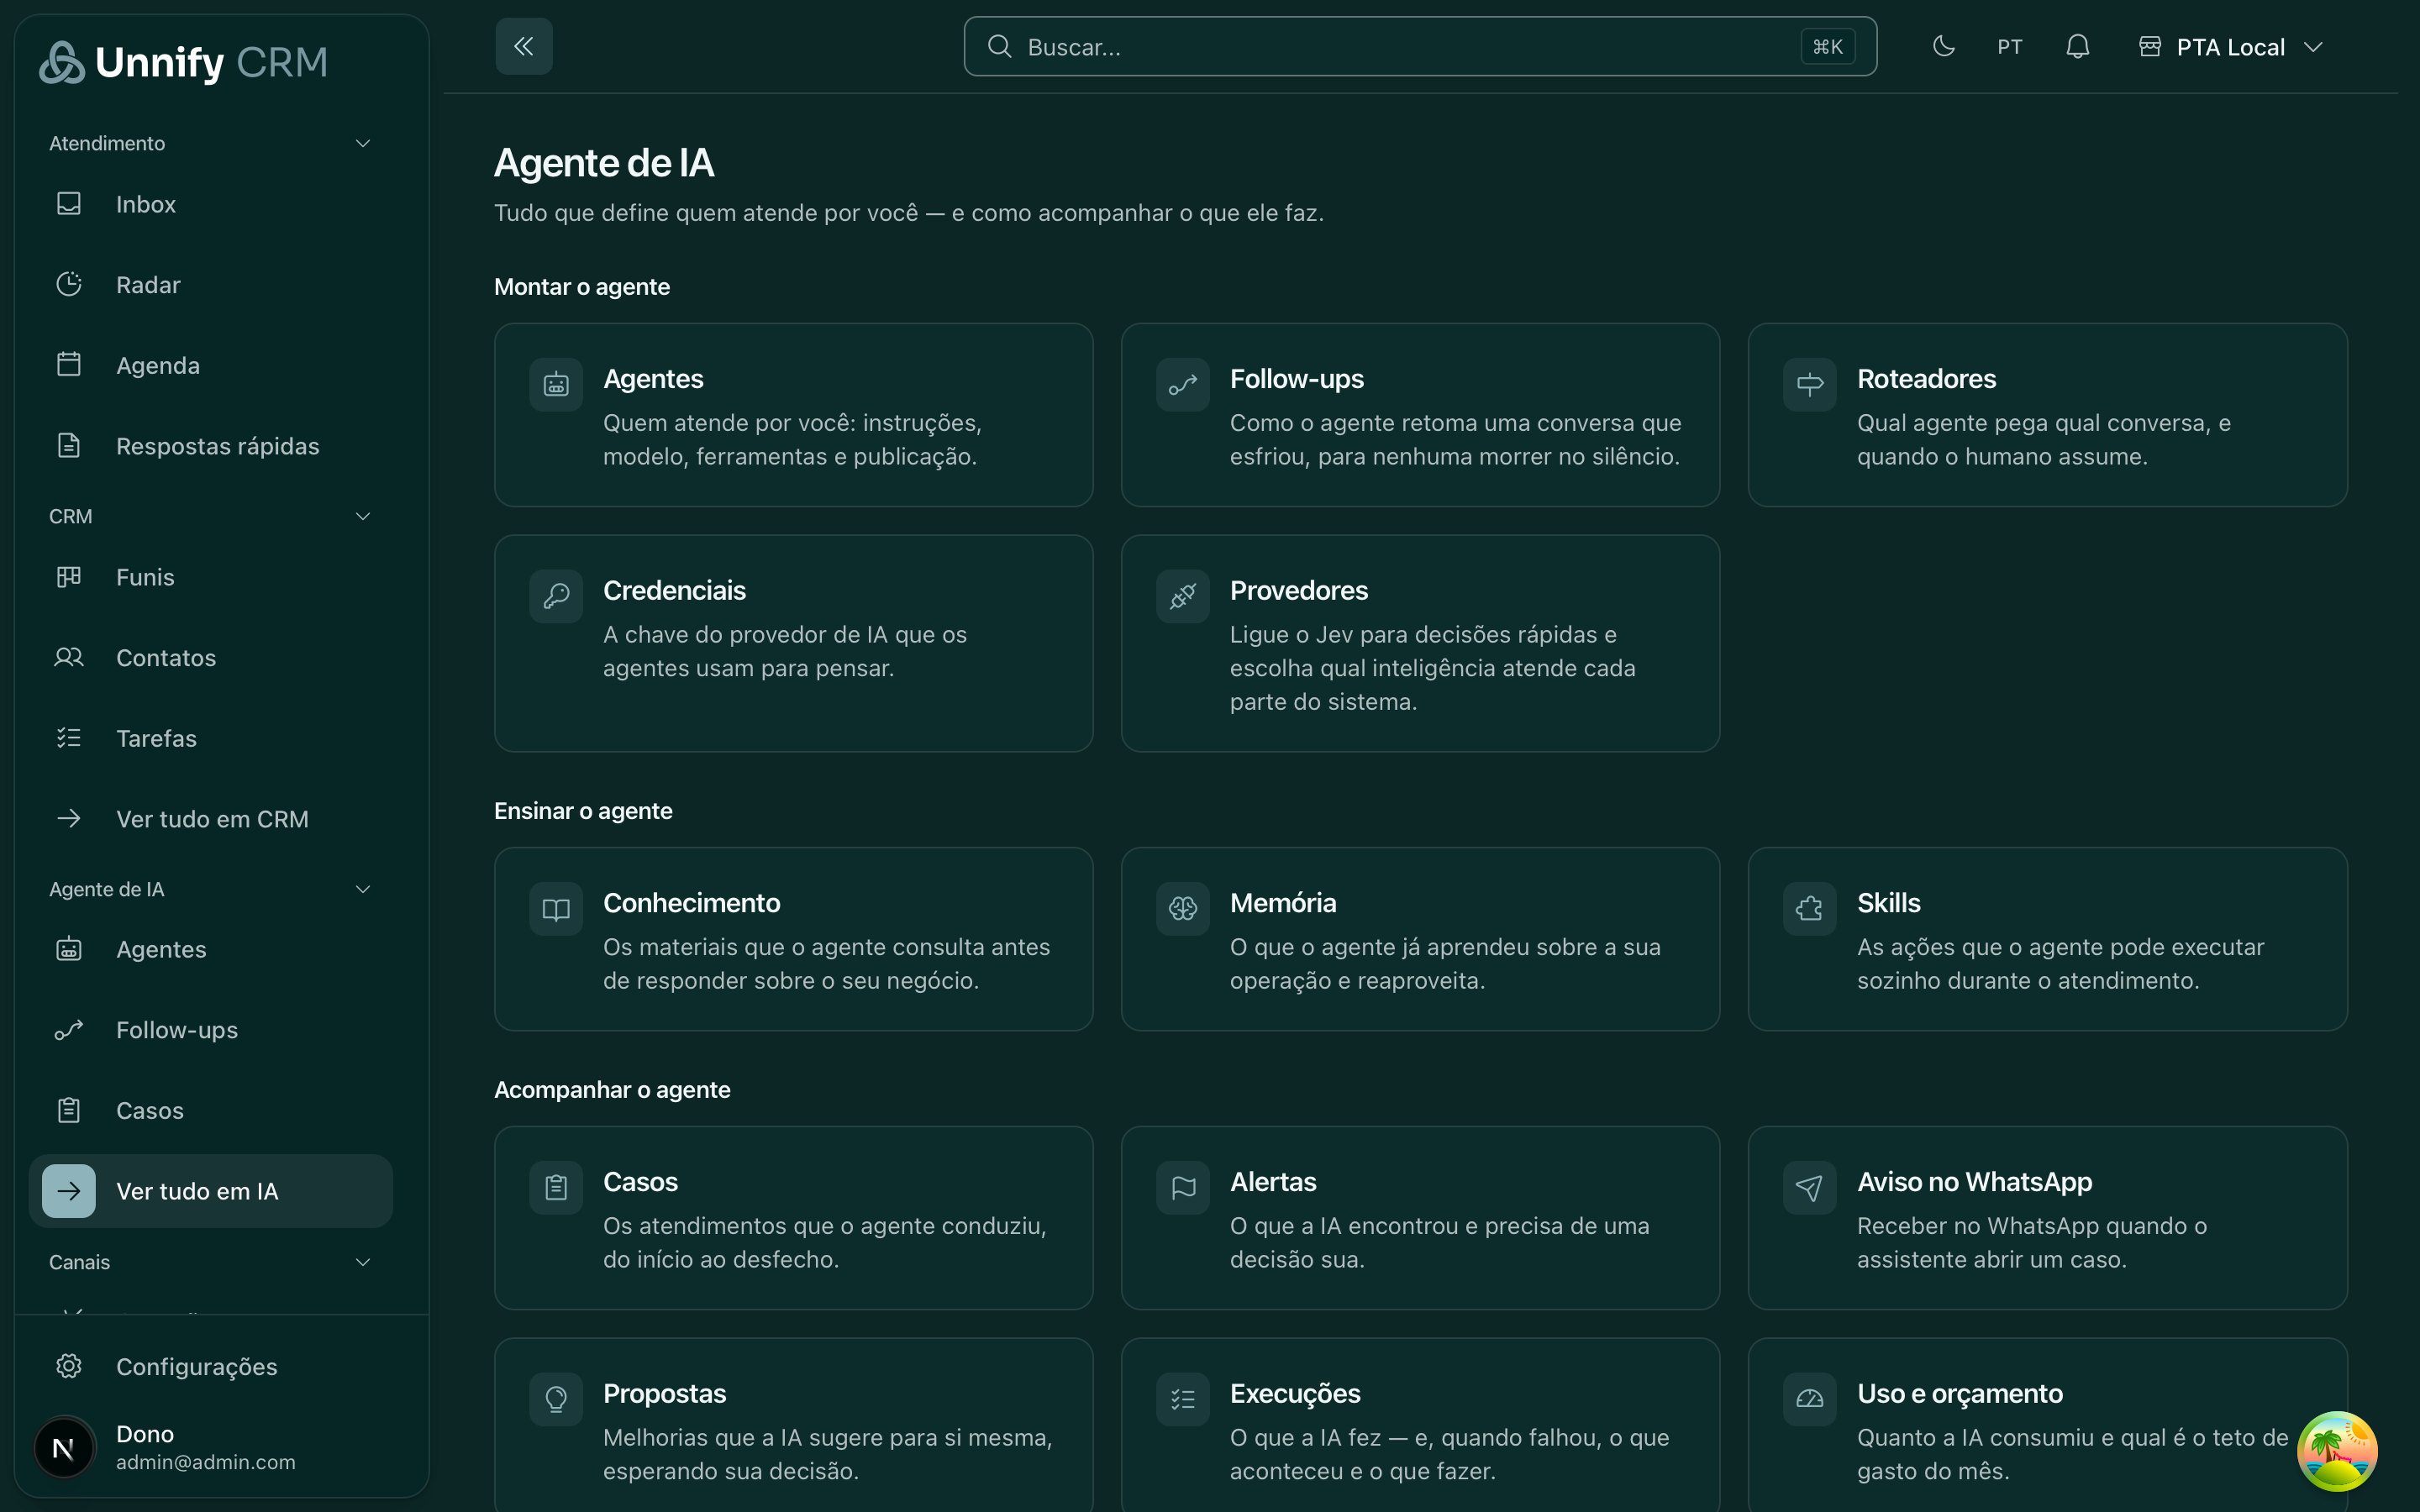 Unnify CRM
Atendimento
Inbox
Radar
Agenda
Respostas rápidas
CRM
Funis
Contatos
Tarefas
Ver tudo em CRM
Agente de IA
Agentes
Follow-ups
Casos
Ver tudo em IA
Canais
Configurações
N
Dono
admin@admin.com
Buscar...
⌘K
PT
PTA Local
Agente de IA
Tudo que define quem atende por você — e como acompanhar o que ele faz.
Montar o agente
Agentes
Quem atende por você: instruções,
modelo, ferramentas e publicação.
Follow-ups
Como o agente retoma uma conversa que
esfriou, para nenhuma morrer no silêncio.
Roteadores
Qual agente pega qual conversa, e
quando o humano assume.
Credenciais
A chave do provedor de IA que os
agentes usam para pensar.
Provedores
Ligue o Jev para decisões rápidas e
escolha qual inteligência atende cada
parte do sistema.
Ensinar o agente
Conhecimento
Os materiais que o agente consulta antes
de responder sobre o seu negócio.
Memória
O que o agente já aprendeu sobre a sua
operação e reaproveita.
Skills
As ações que o agente pode executar
sozinho durante o atendimento.
Acompanhar o agente
Casos
Os atendimentos que o agente conduziu,
do início ao desfecho.
Alertas
O que a IA encontrou e precisa de uma
decisão sua.
Aviso no WhatsApp
Receber no WhatsApp quando o
assistente abrir um caso.
Propostas
Melhorias que a IA sugere para si mesma,
esperando sua decisão.
Execuções
O que a IA fez — e, quando falhou, o que
aconteceu e o que fazer.
Uso e orçamento
Quanto a IA consumiu e qual é o teto de
gasto do mês.